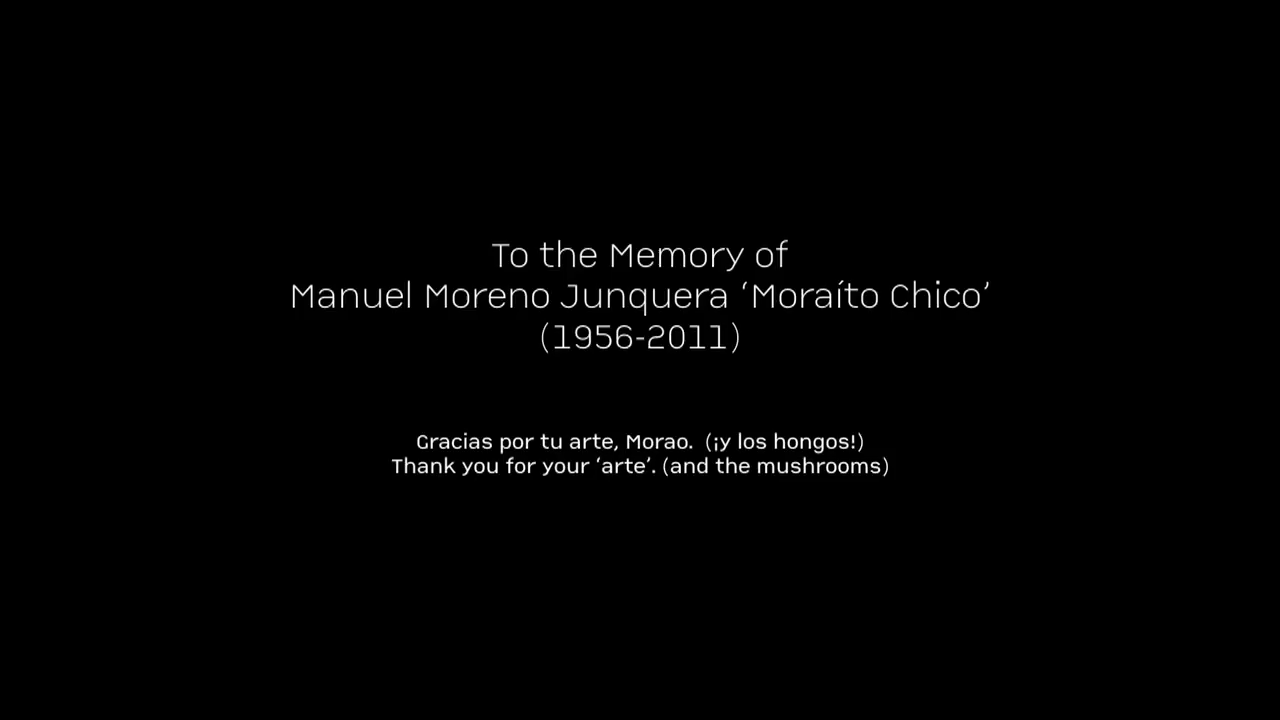 To the Memory of
Manuel Moreno Junquera ‘Moraíto Chico’
(1956-2011)
Gracias por tu arte, Morao. (¡y los hongos!)
Thank you for your ‘arte’. (and the mushrooms)